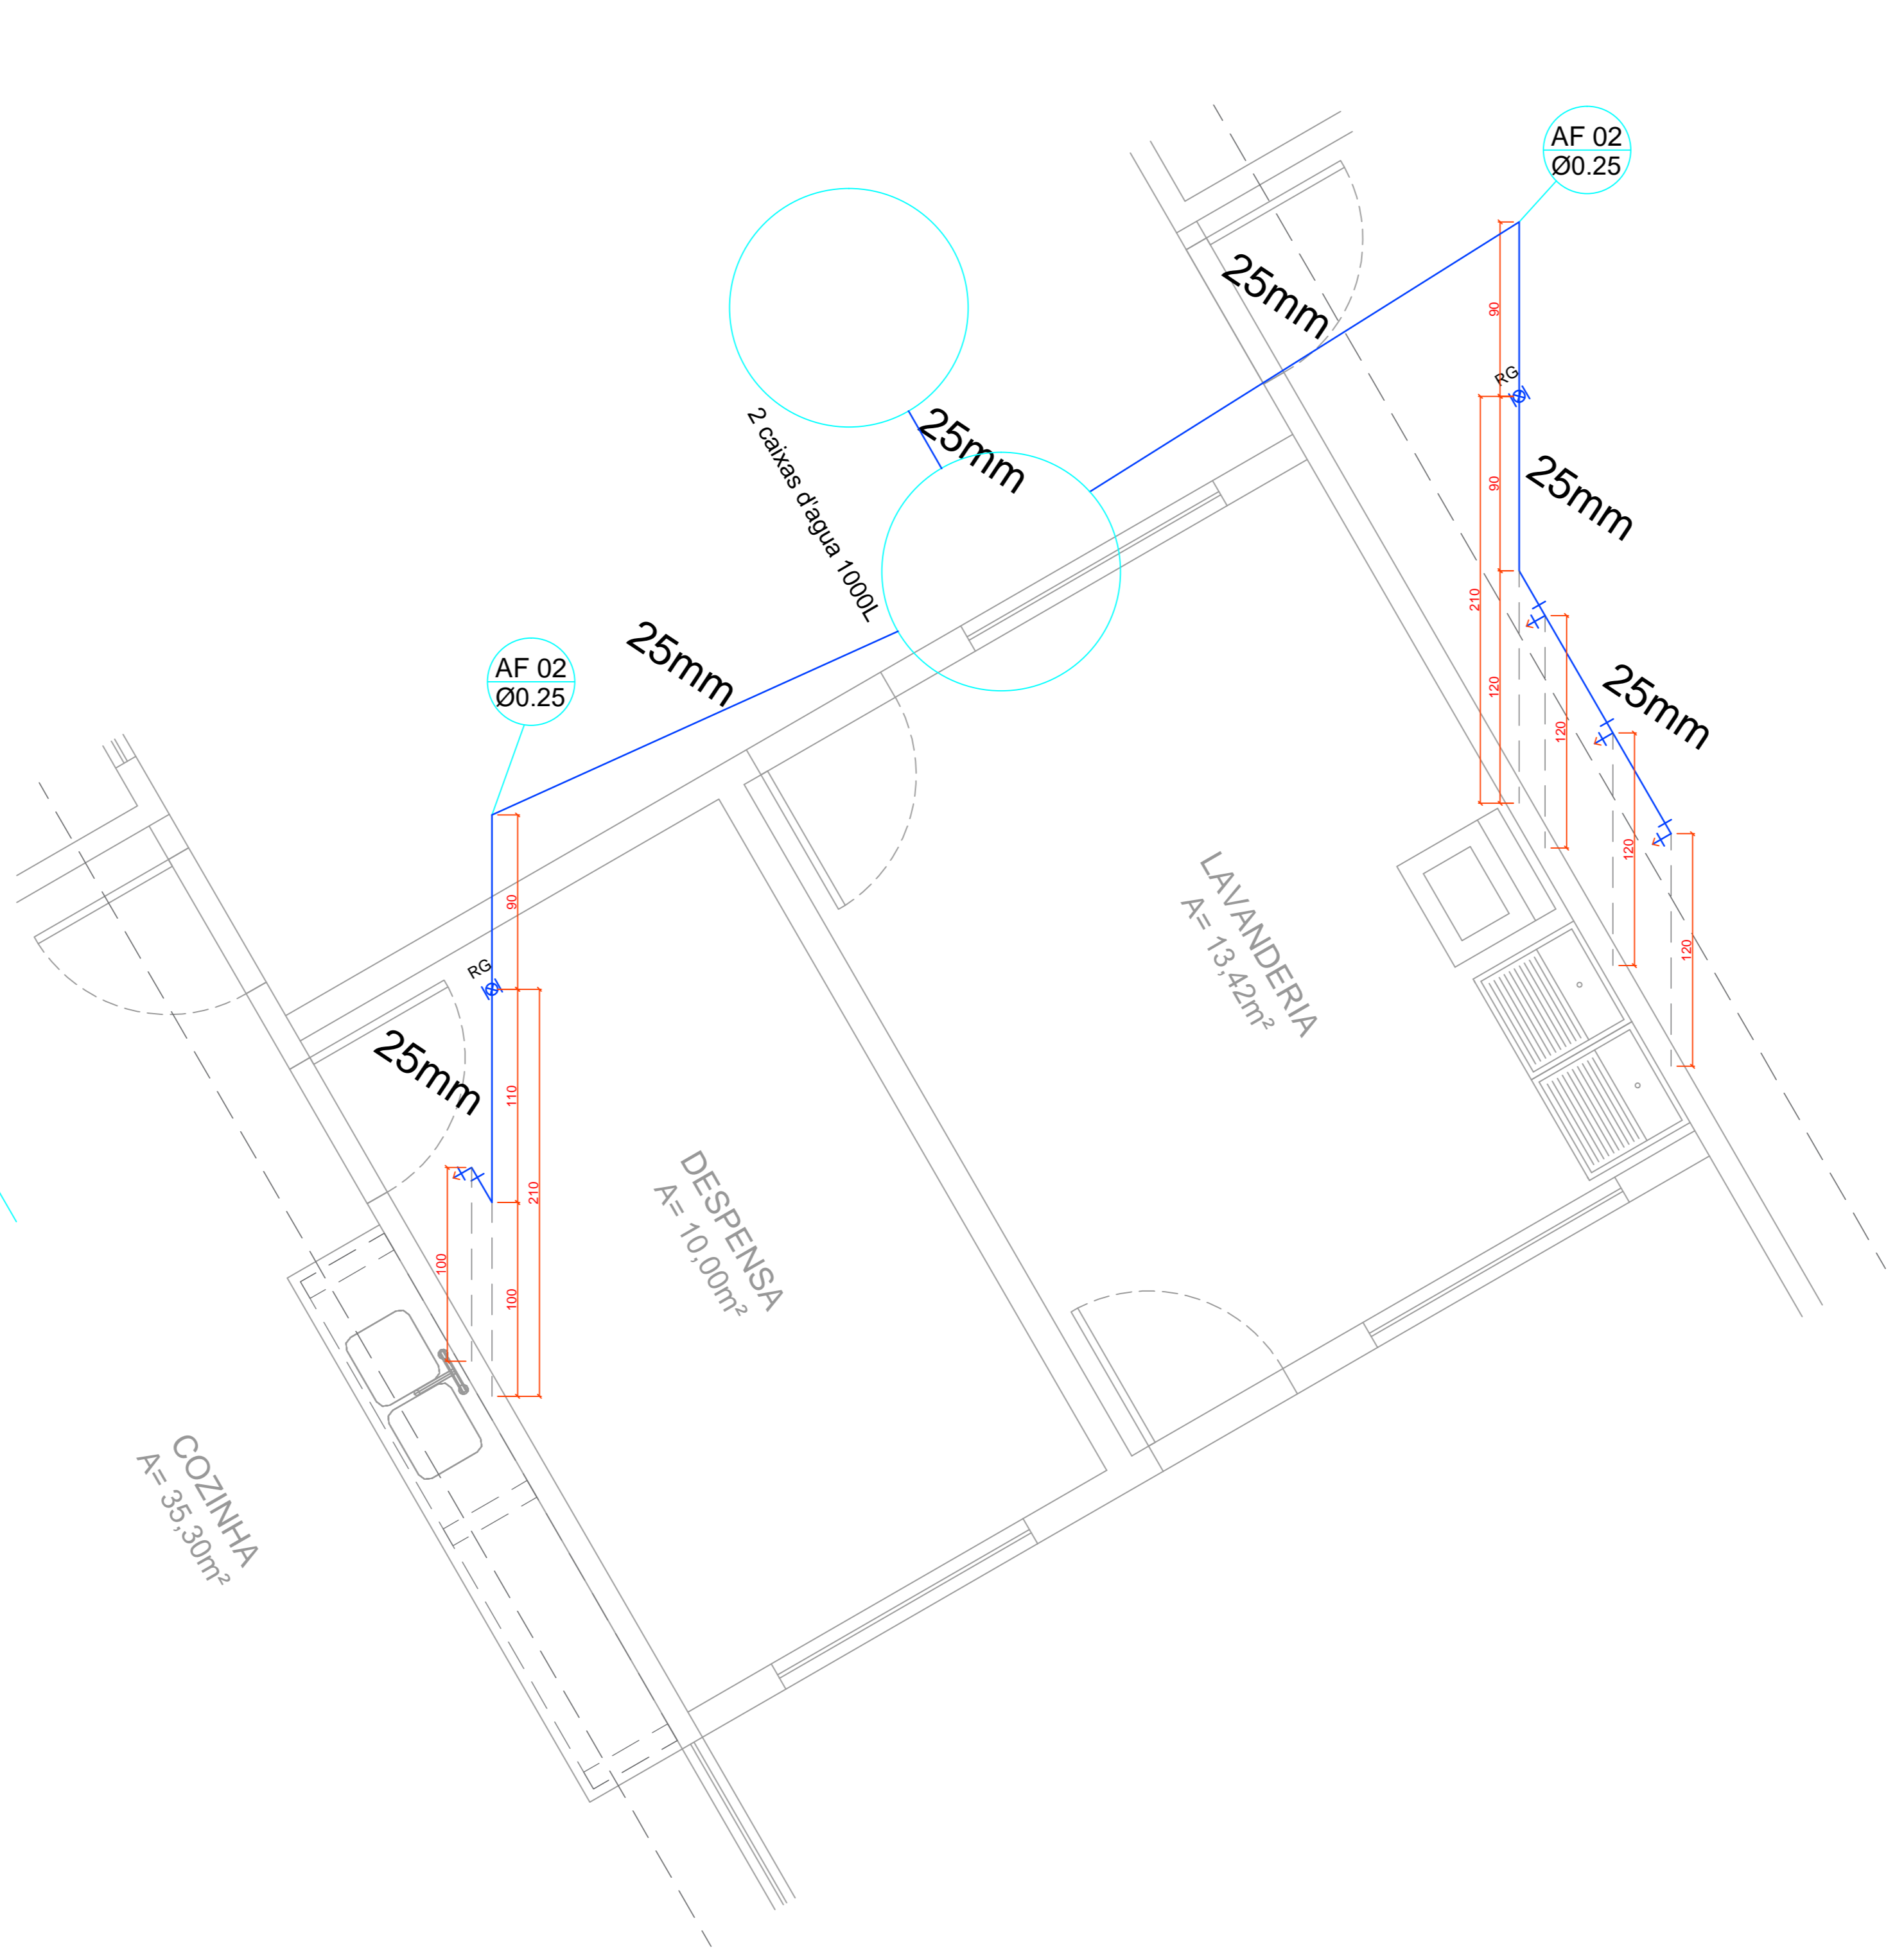 AF 02
Ø0.25
25mm
90
RG
25mm
2 caixas d'agua 1000L
90
25mm
210
120
25mm
AF 02
Ø0.25
25mm
120
120
120
LAVANDERIA
A= 13,42m²
90
RG
25mm
110
210
100
100
DESPENSA
A= 10,00m²
COZINHA
A= 35,30m²